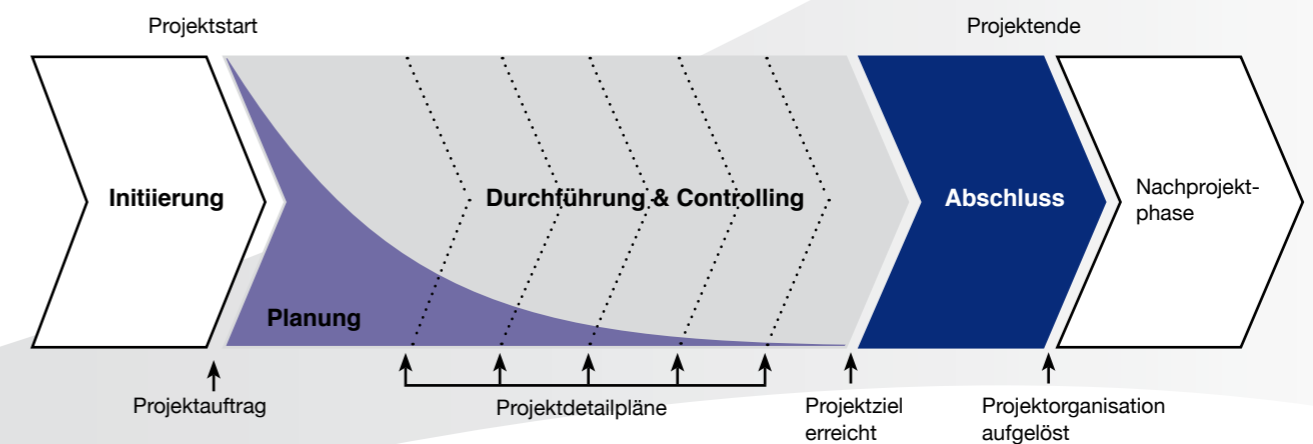 Projektstart
Projektende
Initiierung
Durchführung & Controlling
Abschluss
Nachprojekt-
phase
Planung
Projektauftrag
Projektdetailpläne
Projektziel
erreicht
Projektorganisation
aufgelöst